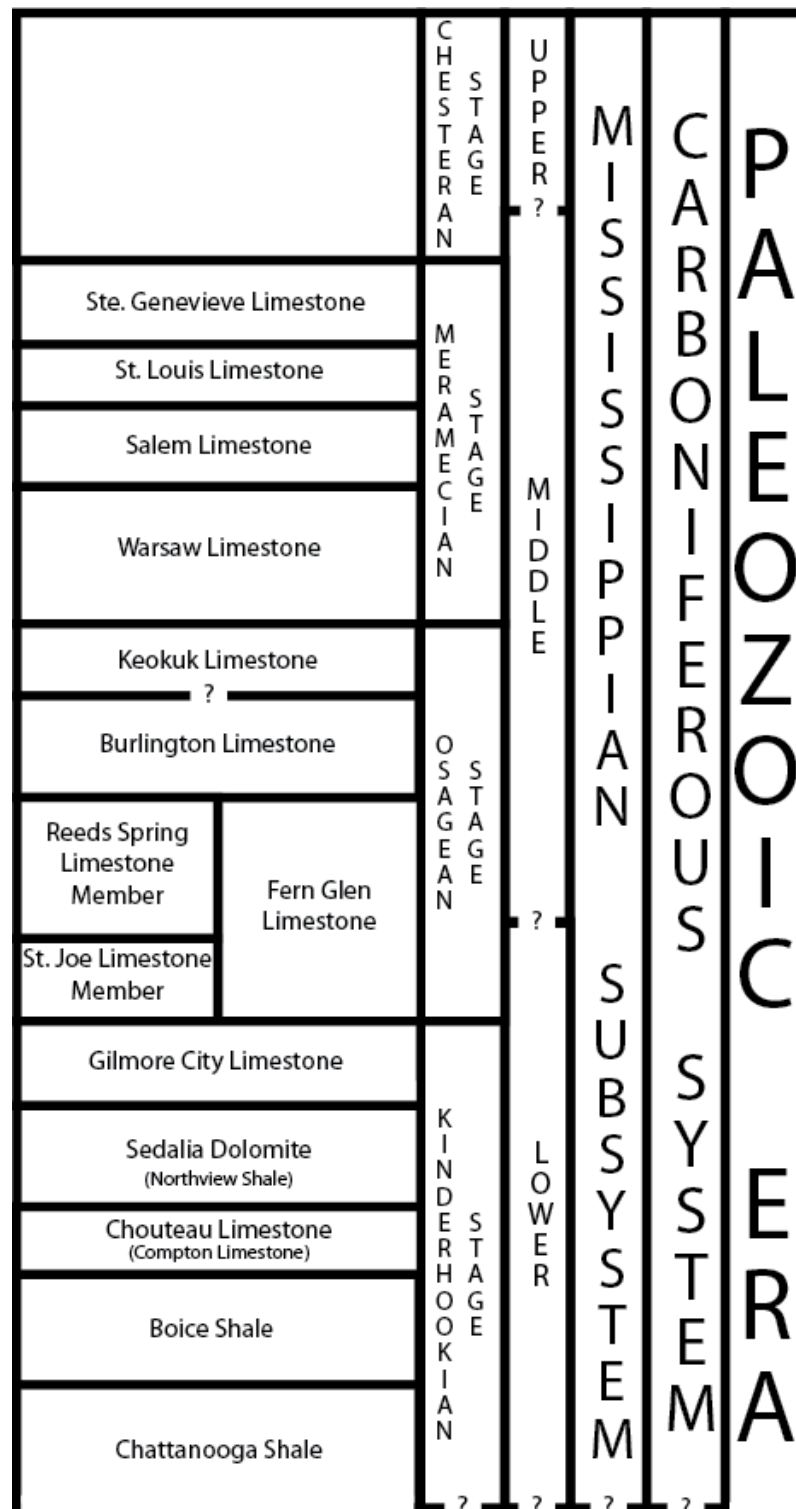 CHESTERAN
STAGE
UPPER
?
MISSISSIPPIAN SUBSYSTEM
CARBONIFEROUS SYSTEM
PALEOZOIC ERA
Ste. Genevieve Limestone
St. Louis Limestone
Salem Limestone
Warsaw Limestone
MERAMECIAN
STAGE
MIDDLE
Keokuk Limestone
?
Burlington Limestone
Reeds Spring
Limestone
Member
St. Joe Limestone
Member
Fern Glen
Limestone
OSAGEAN
STAGE
?
Gilmore City Limestone
Sedalia Dolomite
(Northview Shale)
Chouteau Limestone
(Compton Limestone)
Boice Shale
Chattanooga Shale
KINDERHOOKIAN
STAGE
LOWER
? ? ? ?